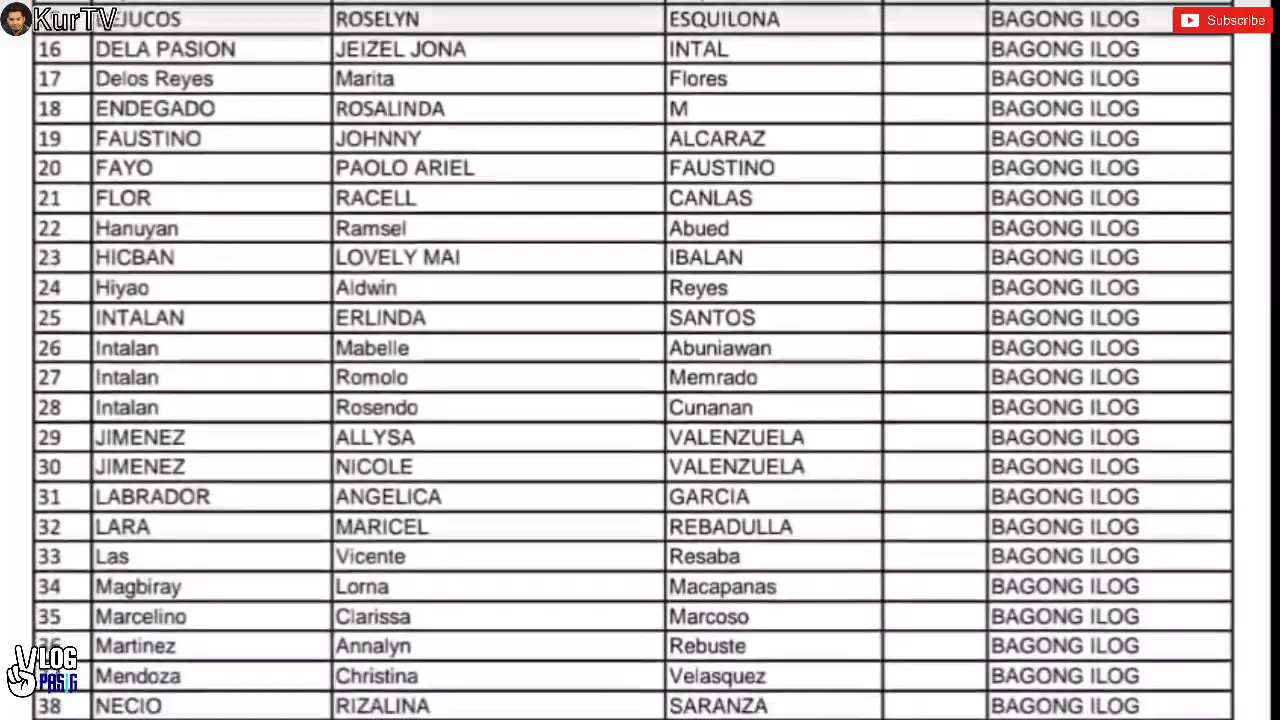 KurTV JUCOS ROSELYN ESQUILONA BAGONG ILOG Subscribe
16 DELA PASION JEIZEL JONA INTAL BAGONG ILOG
17 Delos Reyes Marita Flores BAGONG ILOG
18 ENDEGADO ROSALINDA M BAGONG ILOG
19 FAUSTINO JOHNNY ALCARAZ BAGONG ILOG
20 FAYO PAOLO ARIEL FAUSTINO BAGONG ILOG
21 FLOR RACELL CANLAS BAGONG ILOG
22 Hanuyan Ramsel Abued BAGONG ILOG
23 HICBAN LOVELY MAI IBALAN BAGONG ILOG
24 Hiyao Aldwin Reyes BAGONG ILOG
25 INTALAN ERLINDA SANTOS BAGONG ILOG
26 Intalan Mabelle Abuniawan BAGONG ILOG
27 Intalan Romolo Memrado BAGONG ILOG
28 Intalan Rosendo Cunanan BAGONG ILOG
29 JIMENEZ ALLYSA VALENZUELA BAGONG ILOG
30 JIMENEZ NICOLE VALENZUELA BAGONG ILOG
31 LABRADOR ANGELICA GARCIA BAGONG ILOG
32 LARA MARICEL REBADULLA BAGONG ILOG
33 Las Vicente Resaba BAGONG ILOG
34 Magbiray Lorna Macapanas BAGONG ILOG
35 Marcelino Clarissa Marcoso BAGONG ILOG
36 Martinez Annalyn Rebuste BAGONG ILOG
VLOG PASIG Mendoza Christina Velasquez BAGONG ILOG
38 NECIO RIZALINA SARANZA BAGONG ILOG